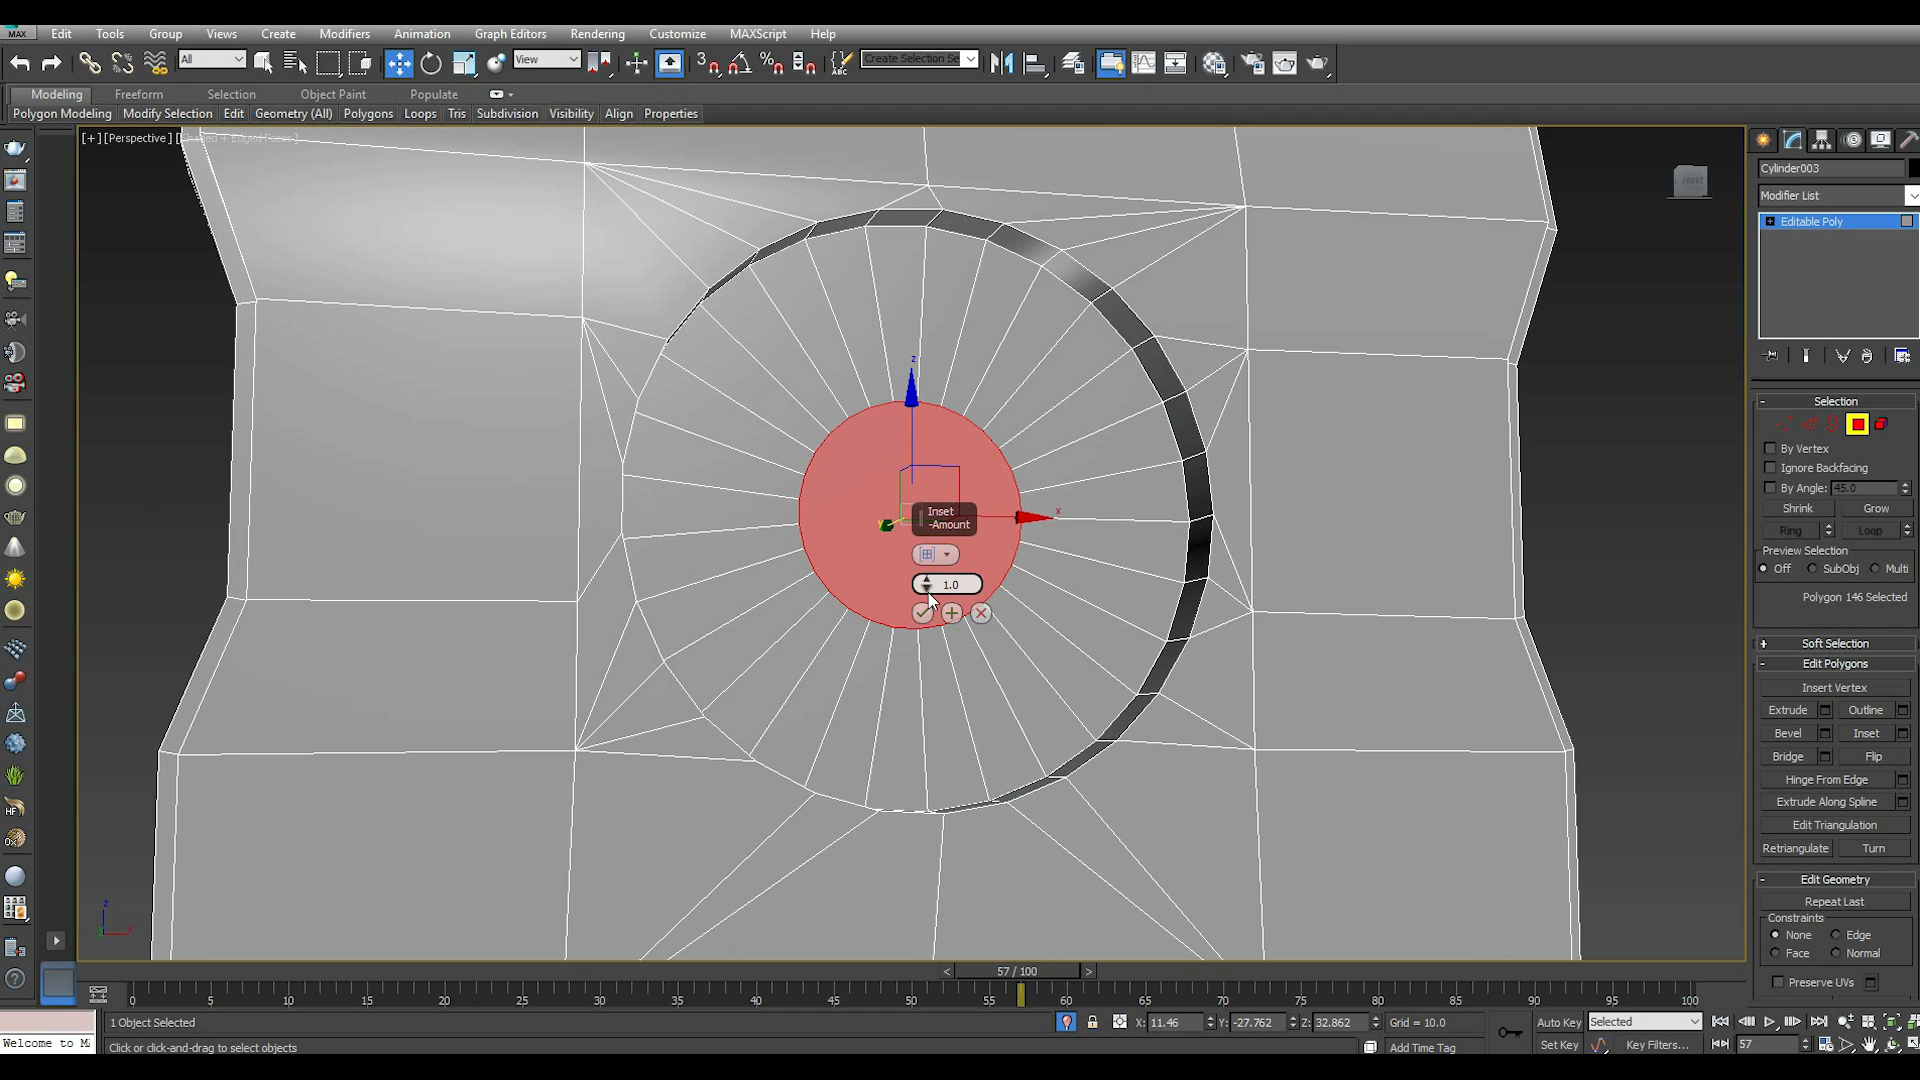 MAX Edit Tools Group Views Create Modifiers Animation Graph Editors Rendering Customize MAXScript Help
All View Create Selection Se
Modeling Freeform Selection Object Paint Populate
Polygon Modeling Modify Selection Edit Geometry (All) Polygons Loops Tris Subdivision Visibility Align Properties
[+][Perspective][Shaded + Edged Faces]
FRONT
Cylinder003
Modifier List
Editable Poly
Selection
By Vertex
Ignore Backfacing
By Angle: 45.0
Shrink Grow
Ring Loop
Preview Selection
Off SubObj Multi
Polygon 146 Selected
Soft Selection
Edit Polygons
Insert Vertex
Extrude Outline
Bevel Inset
Bridge Flip
Hinge From Edge
Extrude Along Spline
Edit Triangulation
Retriangulate Turn
Edit Geometry
Repeat Last
Constraints
None Edge
Face Normal
Preserve UVs
z
x
y
Inset
-Amount
1.0
z
HF
< 57 / 100 >
0 5 10 15 20 25 30 35 40 45 50 55 60 65 70 75 80 85 90 95 100
1 Object Selected X: 11.46 Y: -27.762 Z: 32.862 Grid = 10.0 Auto Key Selected
Welcome to Click or click-and-drag to select objects Add Time Tag Set Key Key Filters... 57